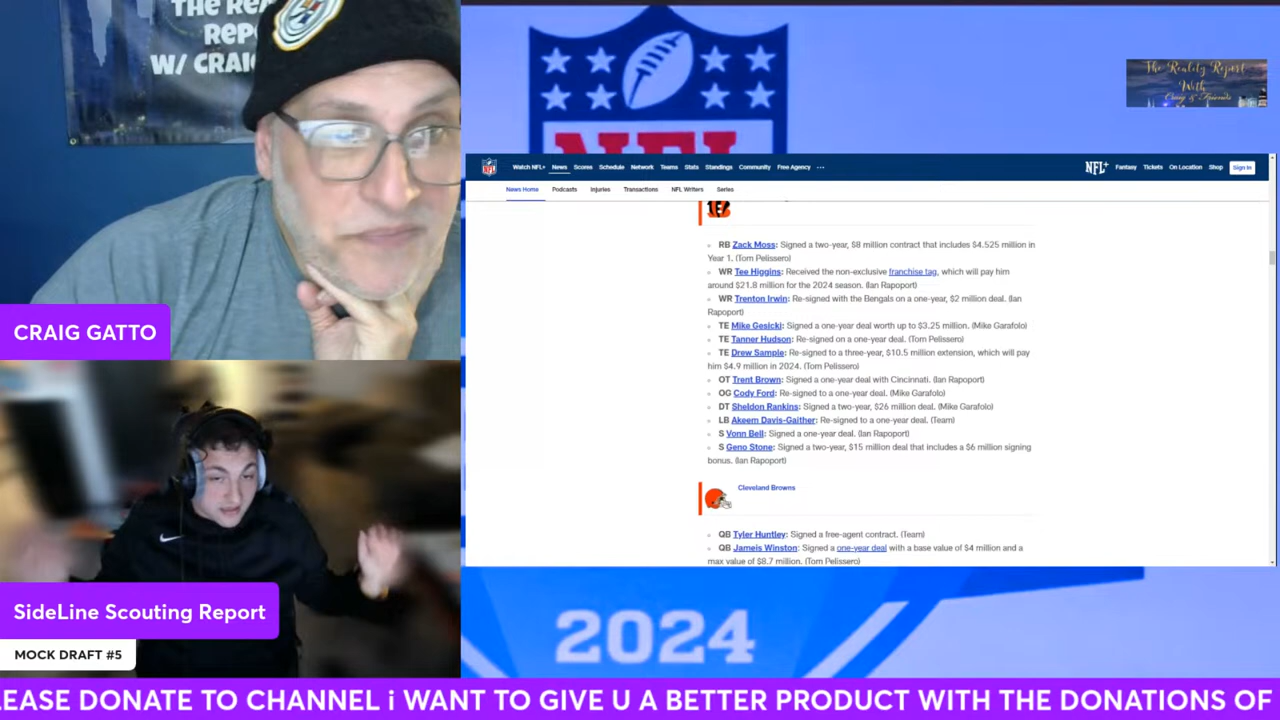 THE REA
REPO
W/ CRAIG
CRAIG GATTO
SideLine Scouting Report
MOCK DRAFT #5
NFL
The Reality Report
With
Craig & Friends
Watch NFL+ News Scores Schedule Network Teams Stats Standings Community Free Agency ...
NFL+ Fantasy Tickets On Location Shop Sign In
News Home Podcasts Injuries Transactions NFL Writers Series
RB Zack Moss: Signed a two-year, $8 million contract that includes $4.525 million in
Year 1. (Tom Pelissero)
WR Tee Higgins: Received the non-exclusive franchise tag, which will pay him
around $21.8 million for the 2024 season. (Ian Rapoport)
WR Trenton Irwin: Re-signed with the Bengals on a one-year, $2 million deal. (Ian
Rapoport)
TE Mike Gesicki: Signed a one-year deal worth up to $3.25 million. (Mike Garafolo)
TE Tanner Hudson: Re-signed on a one-year deal. (Tom Pelissero)
TE Drew Sample: Re-signed to a three-year, $10.5 million extension, which will pay
him $4.9 million in 2024. (Tom Pelissero)
OT Trent Brown: Signed a one-year deal with Cincinnati. (Ian Rapoport)
OG Cody Ford: Re-signed to a one-year deal. (Mike Garafolo)
DT Sheldon Rankins: Signed a two-year, $26 million deal. (Mike Garafolo)
LB Akeem Davis-Gaither: Re-signed to a one-year deal. (Team)
S Vonn Bell: Signed a one-year deal. (Ian Rapoport)
S Geno Stone: Signed a two-year, $15 million deal that includes a $6 million signing
bonus. (Ian Rapoport)
Cleveland Browns
QB Tyler Huntley: Signed a free-agent contract. (Team)
QB Jameis Winston: Signed a one-year deal with a base value of $4 million and a
max value of $8.7 million. (Tom Pelissero)
2024
LEASE DONATE TO CHANNEL i WANT TO GIVE U A BETTER PRODUCT WITH THE DONATIONS OF